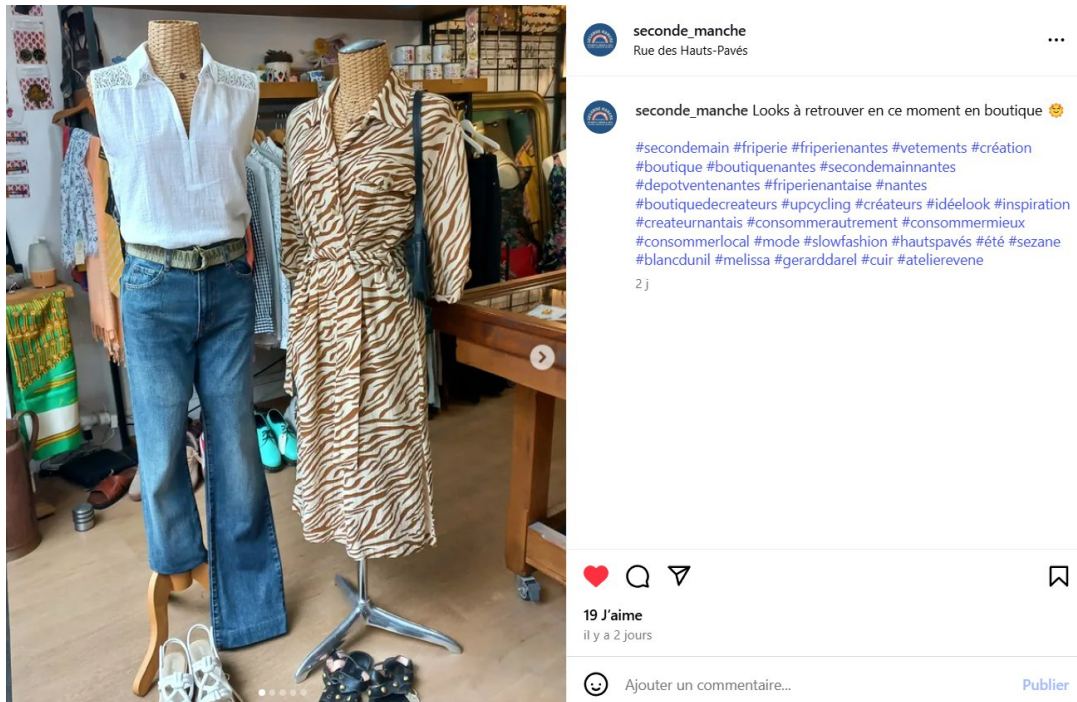 seconde_manche
Rue des Hauts-Pavés
seconde_manche Looks à retrouver en ce moment en boutique
#secondemain #friperie #friperienantes #vetements #création
#boutique #boutiquenantes #secondemainnantes
#depotventenantes #friperienantaise #nantes
#boutiquedecreateurs #upcycling #créateurs #idéelook #inspiration
#createurnantais #consommerautrement #consommermieux
#consommerlocal #mode #slowfashion #hautspavés #été #sezane
#blancdunil #melissa #gerarddarel #cuir #atelierevene
2 j
19 J’aime
il y a 2 jours
Ajouter un commentaire...
Publier